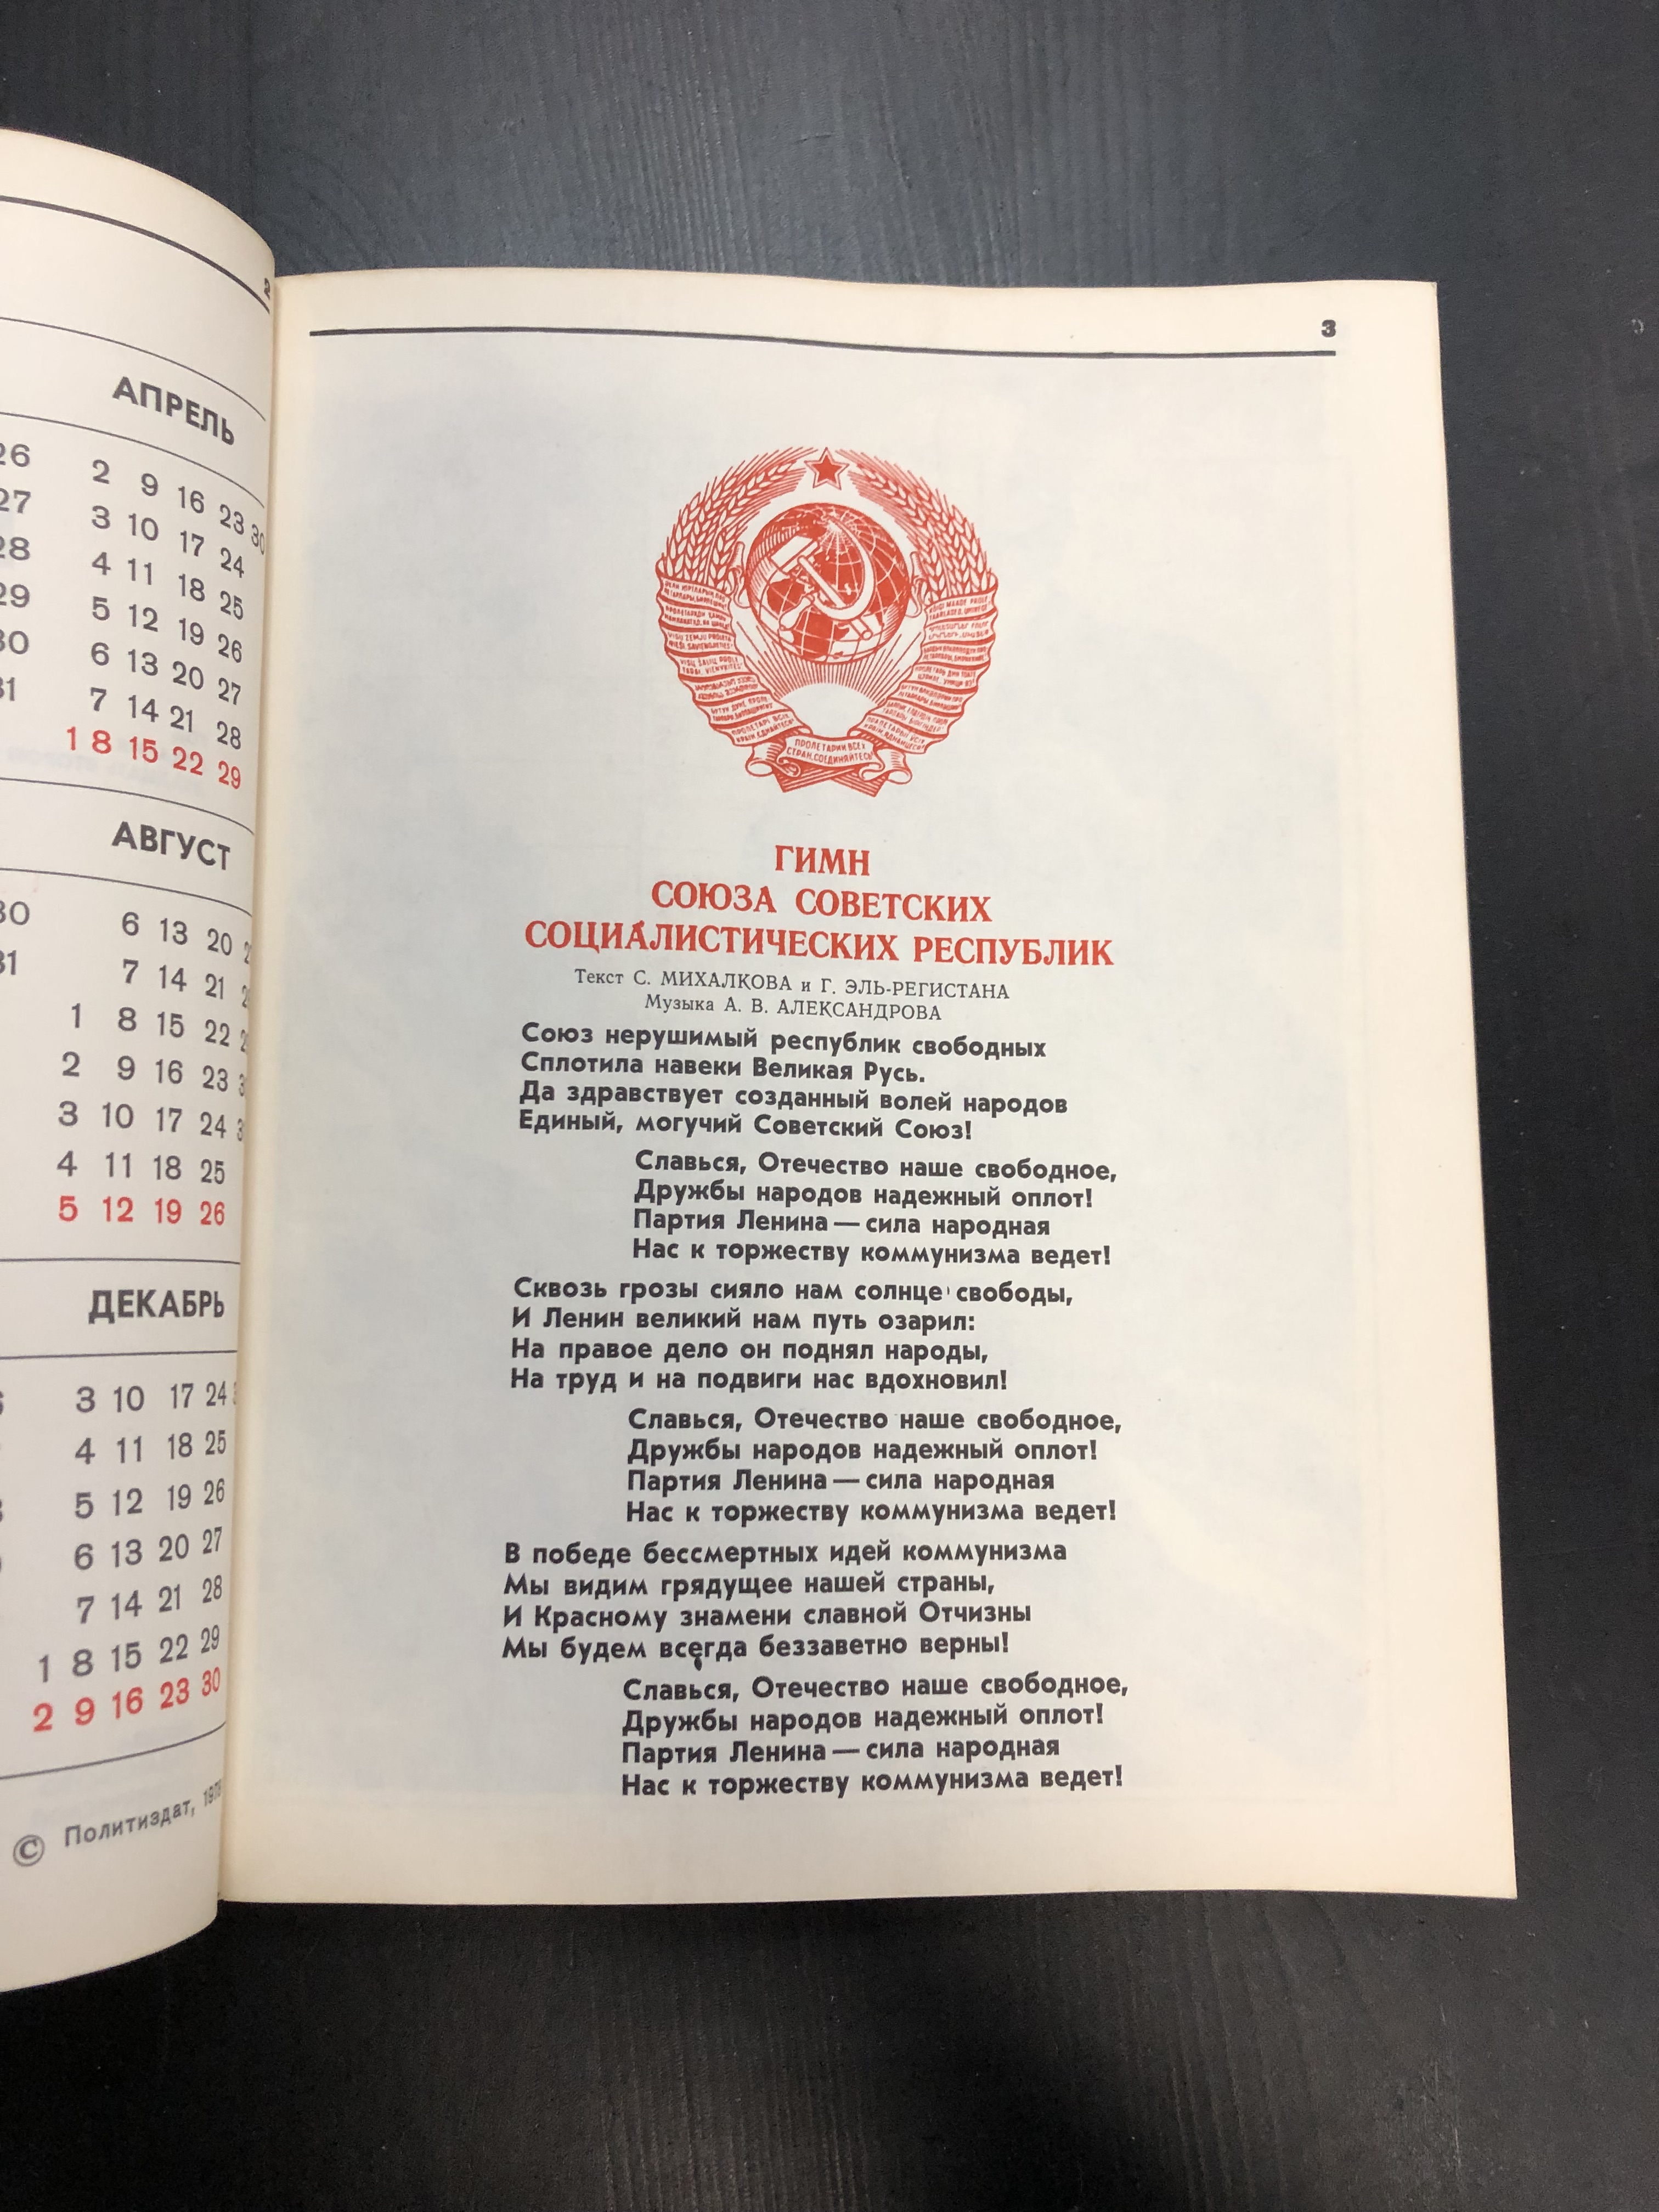 2
АПРЕЛЬ
26 2 9 16 23 30
27 3 10 17 24
28 4 11 18 25
29 5 12 19 26
30 6 13 20 27
31 7 14 21 28
1 8 15 22 29
АВГУСТ
30 6 13 20
31 7 14 21
1 8 15 22
2 9 16 23
3 10 17 24
4 11 18 25
5 12 19 26
ДЕКАБРЬ
3 10 17 24
4 11 18 25
5 12 19 26
6 13 20 27
7 14 21 28
1 8 15 22 29
2 9 16 23 30
© Политиздат, 1978
3
ПРОЛЕТАРИИ ВСЕХ
СТРАН, СОЕДИНЯЙТЕСЬ!
ГИМН
СОЮЗА СОВЕТСКИХ
СОЦИАЛИСТИЧЕСКИХ РЕСПУБЛИК
Текст С. МИХАЛКОВА и Г. ЭЛЬ-РЕГИСТАНА
Музыка А. В. АЛЕКСАНДРОВА
Союз нерушимый республик свободных
Сплотила навеки Великая Русь.
Да здравствует созданный волей народов
Единый, могучий Советский Союз!
Славься, Отечество наше свободное,
Дружбы народов надежный оплот!
Партия Ленина — сила народная
Нас к торжеству коммунизма ведет!
Сквозь грозы сияло нам солнце свободы,
И Ленин великий нам путь озарил:
На правое дело он поднял народы,
На труд и на подвиги нас вдохновил!
Славься, Отечество наше свободное,
Дружбы народов надежный оплот!
Партия Ленина — сила народная
Нас к торжеству коммунизма ведет!
В победе бессмертных идей коммунизма
Мы видим грядущее нашей страны,
И Красному знамени славной Отчизны
Мы будем всегда беззаветно верны!
Славься, Отечество наше свободное,
Дружбы народов надежный оплот!
Партия Ленина — сила народная
Нас к торжеству коммунизма ведет!